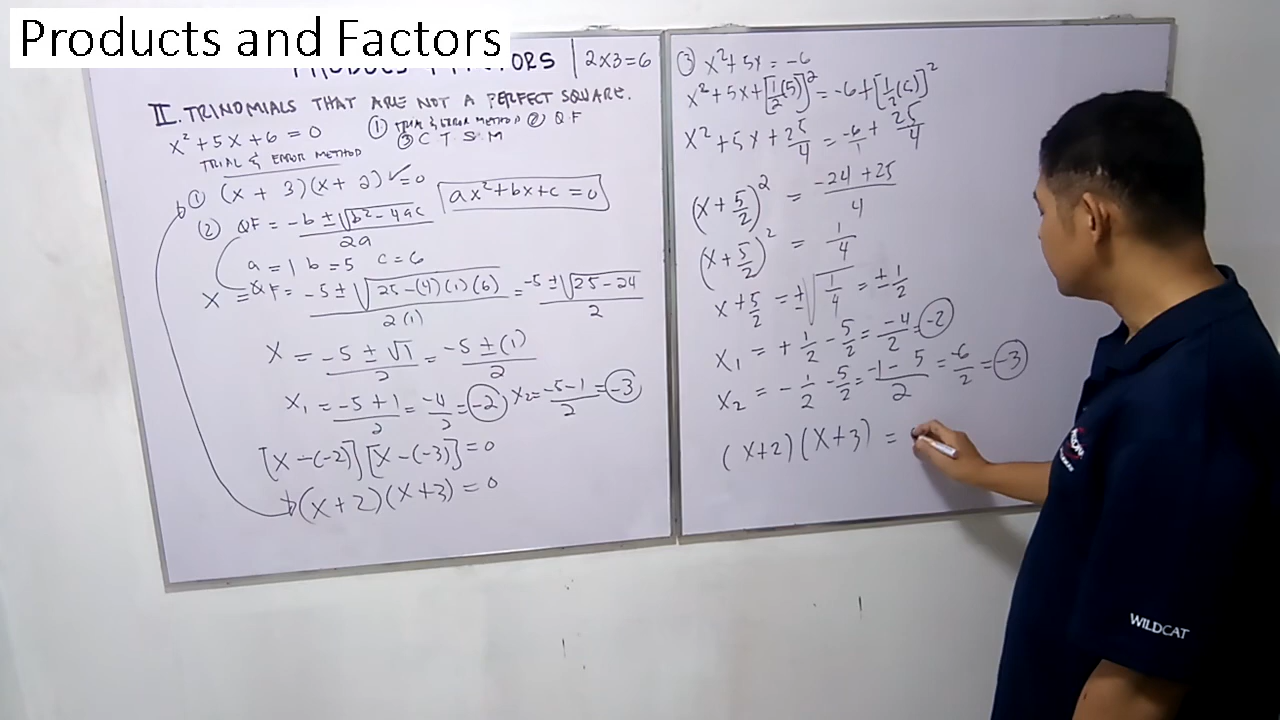 Products and Factors
FACTORS | 2x3=6
II. TRINOMIALS THAT ARE NOT A PERFECT SQUARE.
x² + 5x + 6 = 0
① TRIAL & ERROR METHOD ② QF
③ C T S M
TRIAL & ERROR METHOD
① (x + 3)(x + 2) ✓ = 0
ax² + bx + c = 0
(2) QF = -b ± √(b² - 4ac) / 2a
a = 1 b = 5 c = 6
x = QF = -5 ± √(25 - (4)(1)(6)) / 2(1) = -5 ± √(25 - 24) / 2
x = -5 ± √1 / 2 = -5 ± (1) / 2
x₁ = -5 + 1 / 2 = -4 / 2 = -2 x₂ = -5 - 1 / 2 = -3
[x - (-2)][x - (-3)] = 0
(x + 2)(x + 3) = 0
③ x² + 5x = -6
x² + 5x + [1/2 (5)]² = -6 + [1/2 (5)]²
x² + 5x + 25/4 = -6/1 + 25/4
(x + 5/2)² = -24 + 25 / 4
(x + 5/2)² = 1/4
x + 5/2 = ± √(1/4) = ± 1/2
x₁ = + 1/2 - 5/2 = -4/2 = -2
x₂ = - 1/2 - 5/2 = -1 - 5 / 2 = -6/2 = -3
(x + 2)(x + 3) =
WILDCAT